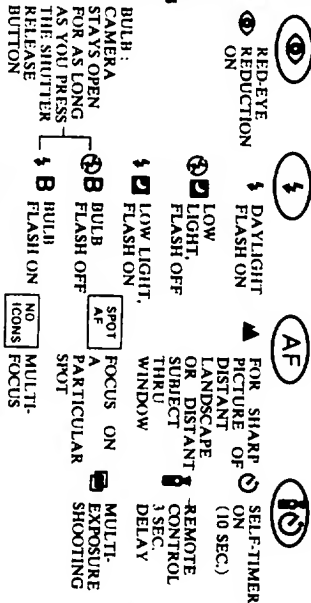 RED-EYE
REDUCTION
ON
BULB :
CAMERA
STAYS OPEN
FOR AS LONG
AS YOU PRESS
THE SHUTTER
RELEASE
BUTTON
DAYLIGHT
FLASH ON
LOW
LIGHT,
FLASH OFF
LOW LIGHT,
FLASH ON
B BULB
FLASH OFF
B BULB
FLASH ON
AF
FOR SHARP
PICTURE OF
DISTANT
LANDSCAPE
OR DISTANT
SUBJECT
THRU
WINDOW
SPOT AF
FOCUS ON
A
PARTICULAR
SPOT
NO ICONS
MULTI-
FOCUS
SELF-TIMER
ON
(10 SEC.)
REMOTE
CONTROL
3 SEC.
DELAY
MULTI-
EXPOSURE
SHOOTING